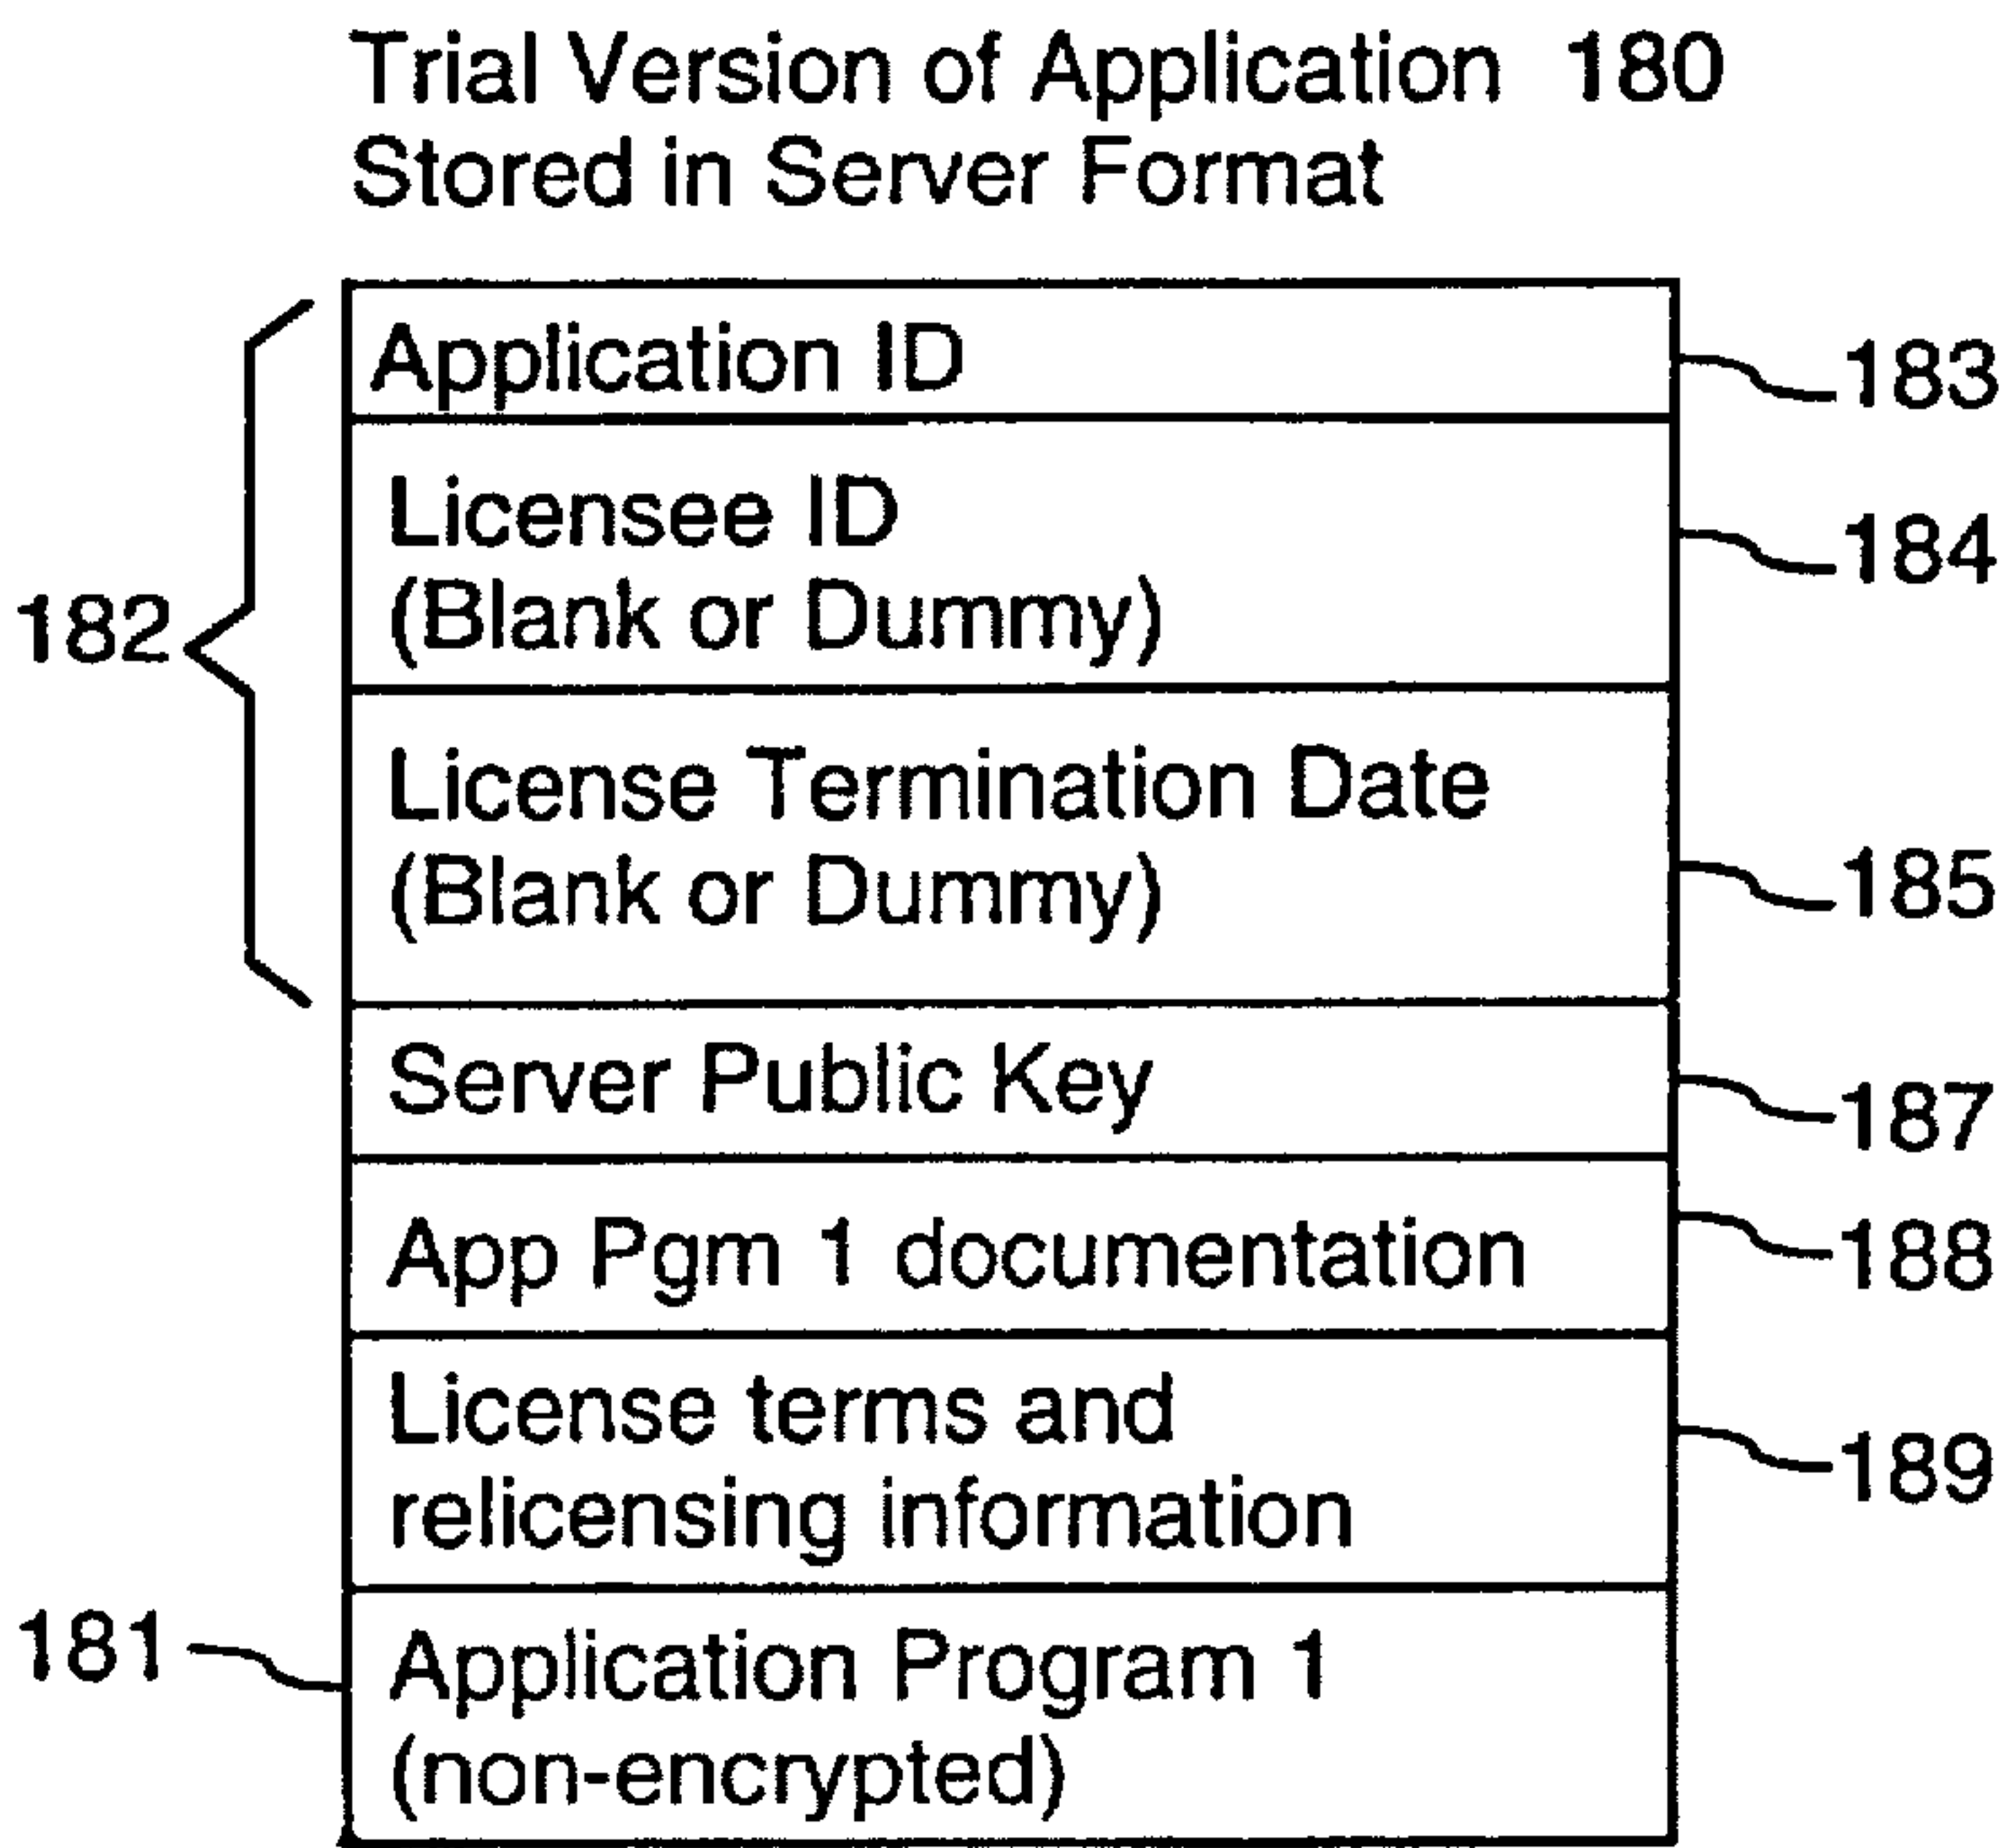 Trial Version of Application 180
Stored in Server Format
Application ID
183
Licensee ID
184
(Blank or Dummy)
182
License Termination Date
(Blank or Dummy)
185
Server Public Key
187
App Pgm 1 documentation
188
License terms and
189
relicensing information
181
Application Program 1
(non-encrypted)